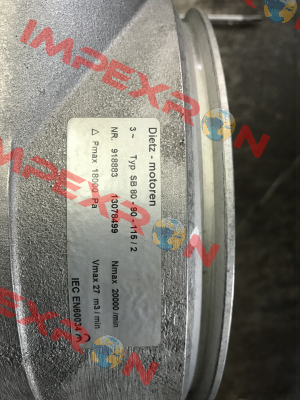 IMPEXRON
Dietz - motoren
3 ~ Typ SB 80 - 90 - 115 / 2
NR. 918883 13078499 Nmax 20000 /min
△ Pmax 18000 Pa Vmax 27 m3 / min
IEC EN60034
IMPEXRON
IMPEXRON